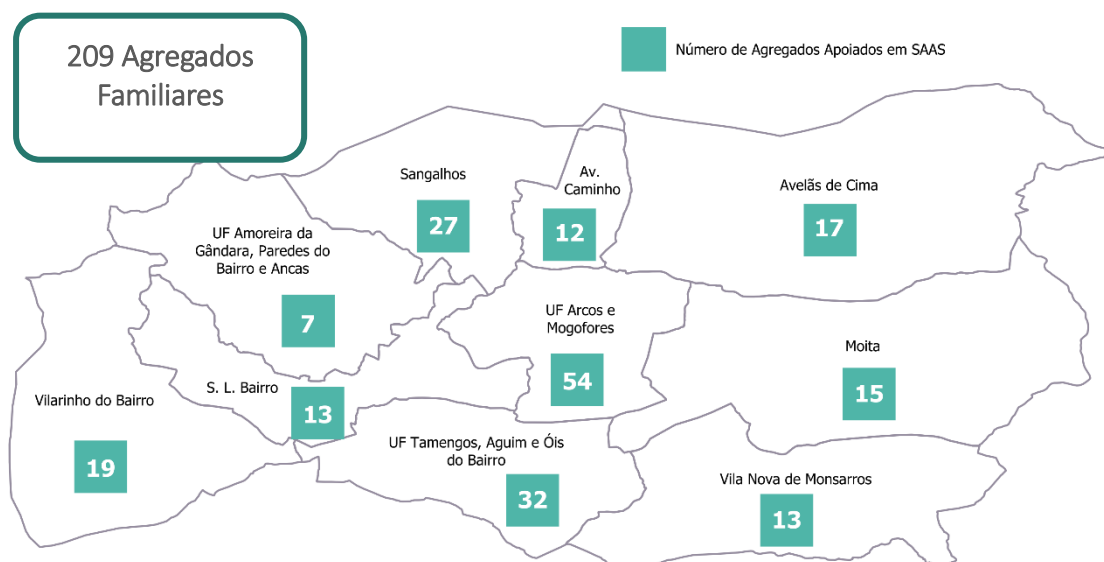 209 Agregados
Familiares
Número de Agregados Apoiados em SAAS
Sangalhos
27
Av.
Caminho
12
Avelãs de Cima
17
UF Amoreira da
Gândara, Paredes do
Bairro e Ancas
7
UF Arcos e
Mogofores
54
Moita
15
S. L. Bairro
13
Vilarinho do Bairro
19
UF Tamengos, Aguim e Óis
do Bairro
32
Vila Nova de Monsarros
13